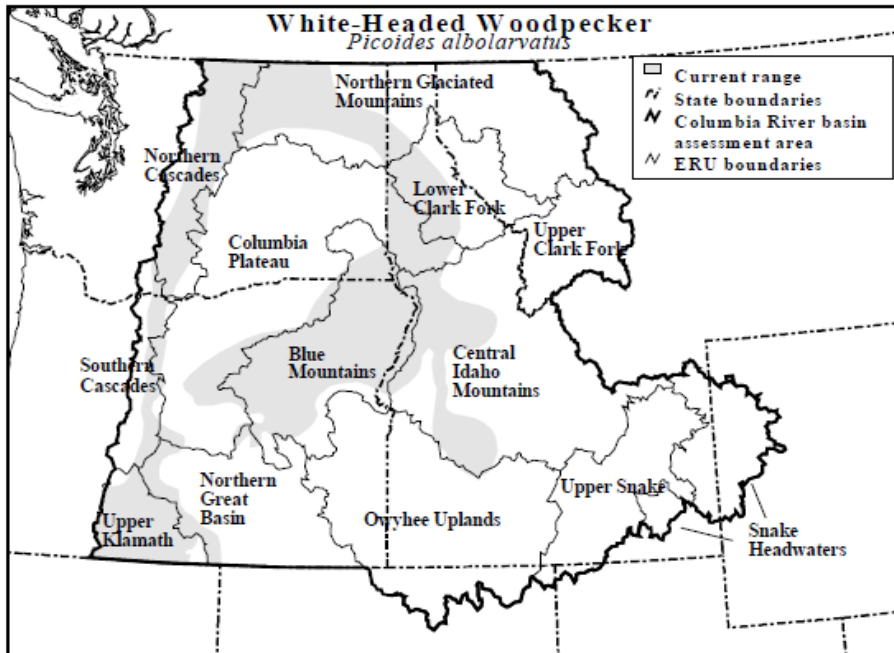 White-Headed Woodpecker
Picoides albolarvatus
Current range
State boundaries
Columbia River basin
assessment area
ERU boundaries
Northern Glaciated
Mountains
Northern
Cascades
Lower
Clark Fork
Upper
Clark Fork
Columbia
Plateau
Southern
Cascades
Blue
Mountains
Central
Idaho
Mountains
Northern
Great
Basin
Upper
Klamath
Owyhee Uplands
Upper Snake
Snake
Headwaters